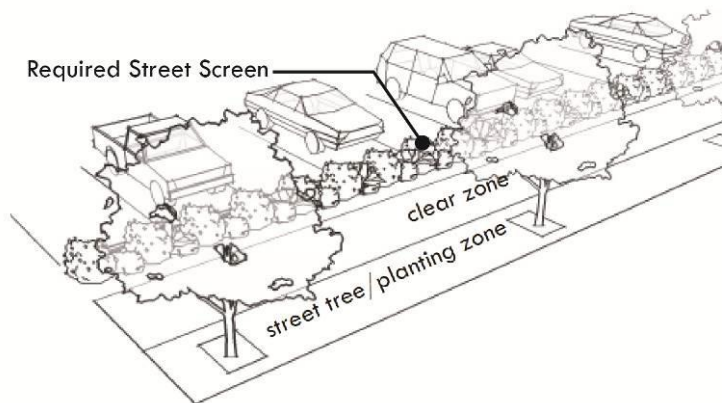 Required Street Screen
clear zone
street tree/planting zone